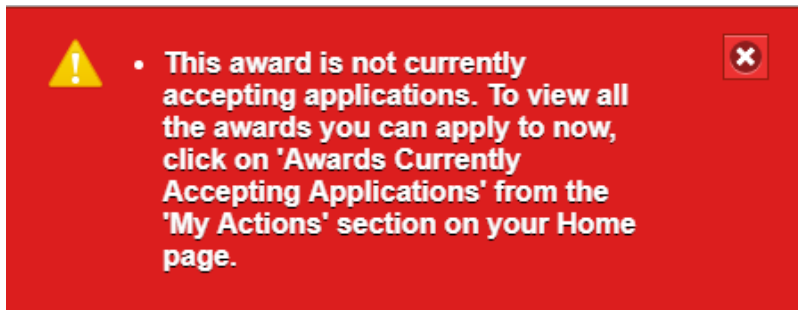 • This award is not currently
accepting applications. To view all
the awards you can apply to now,
click on 'Awards Currently
Accepting Applications' from the
'My Actions' section on your Home
page.